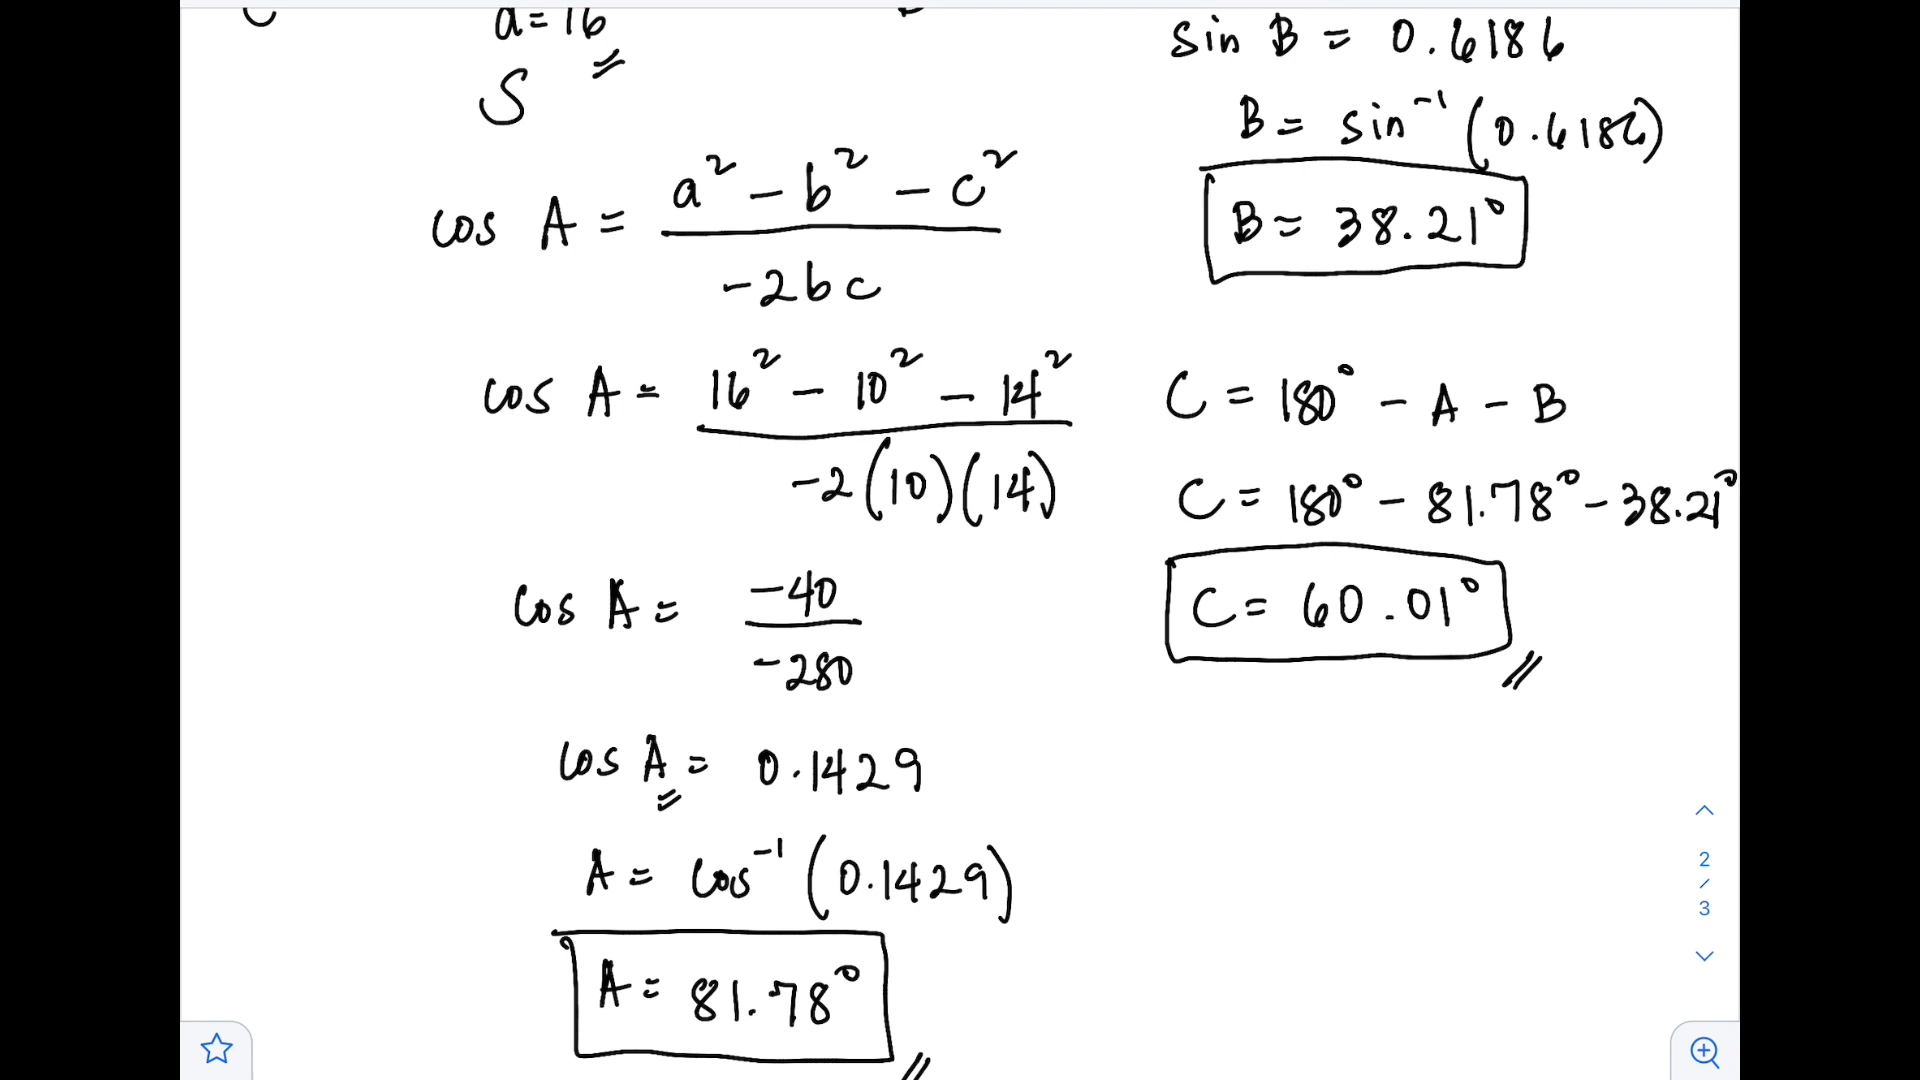 a = 16
S
cos A = a² - b² - c² / -2bc
cos A = 16² - 10² - 14² / -2(10)(14)
cos A = -40 / -280
cos A = 0.1429
A = cos⁻¹ (0.1429)
A = 81.78°
sin B = 0.6186
B = sin⁻¹ (0.6186)
B = 38.21°
C = 180° - A - B
C = 180° - 81.78° - 38.21°
C = 60.01°
2
/
3